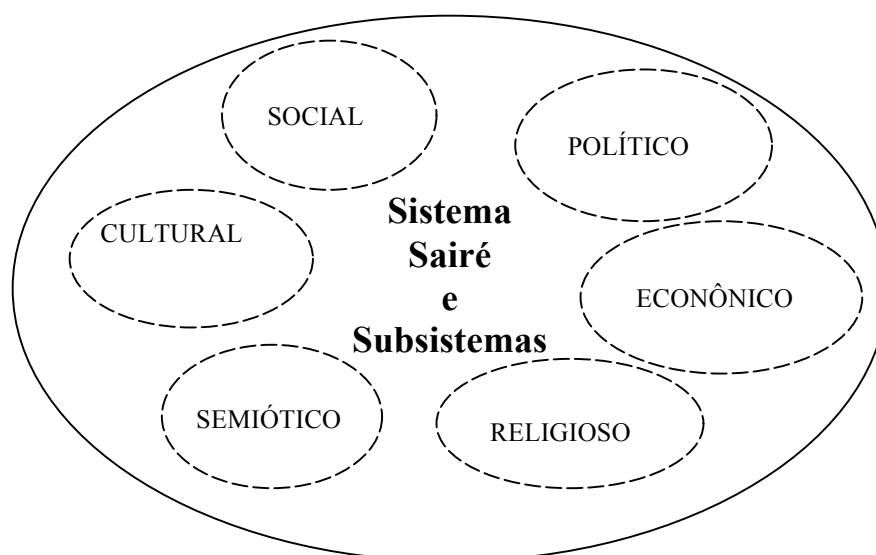 SOCIAL
POLÍTICO
CULTURAL
Sistema
Sairé
e
Subsistemas
ECONÔNICO
SEMIÓTICO
RELIGIOSO